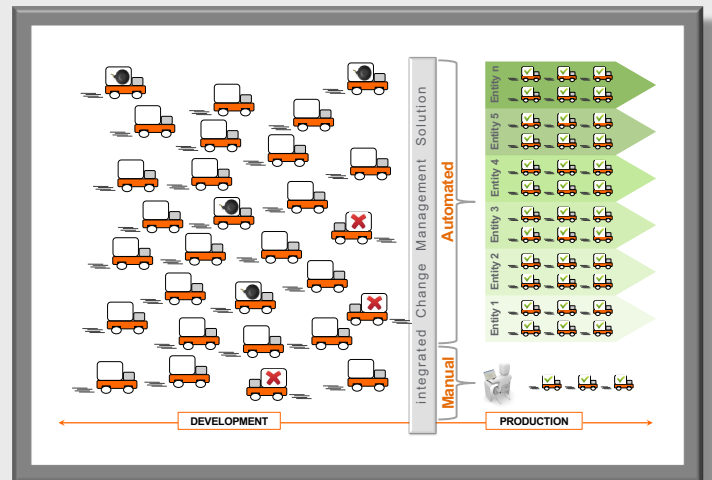 integrated Change Management Solution
Automated
Manual
Entity n
Entity 5
Entity 4
Entity 3
Entity 2
Entity 1
DEVELOPMENT
PRODUCTION